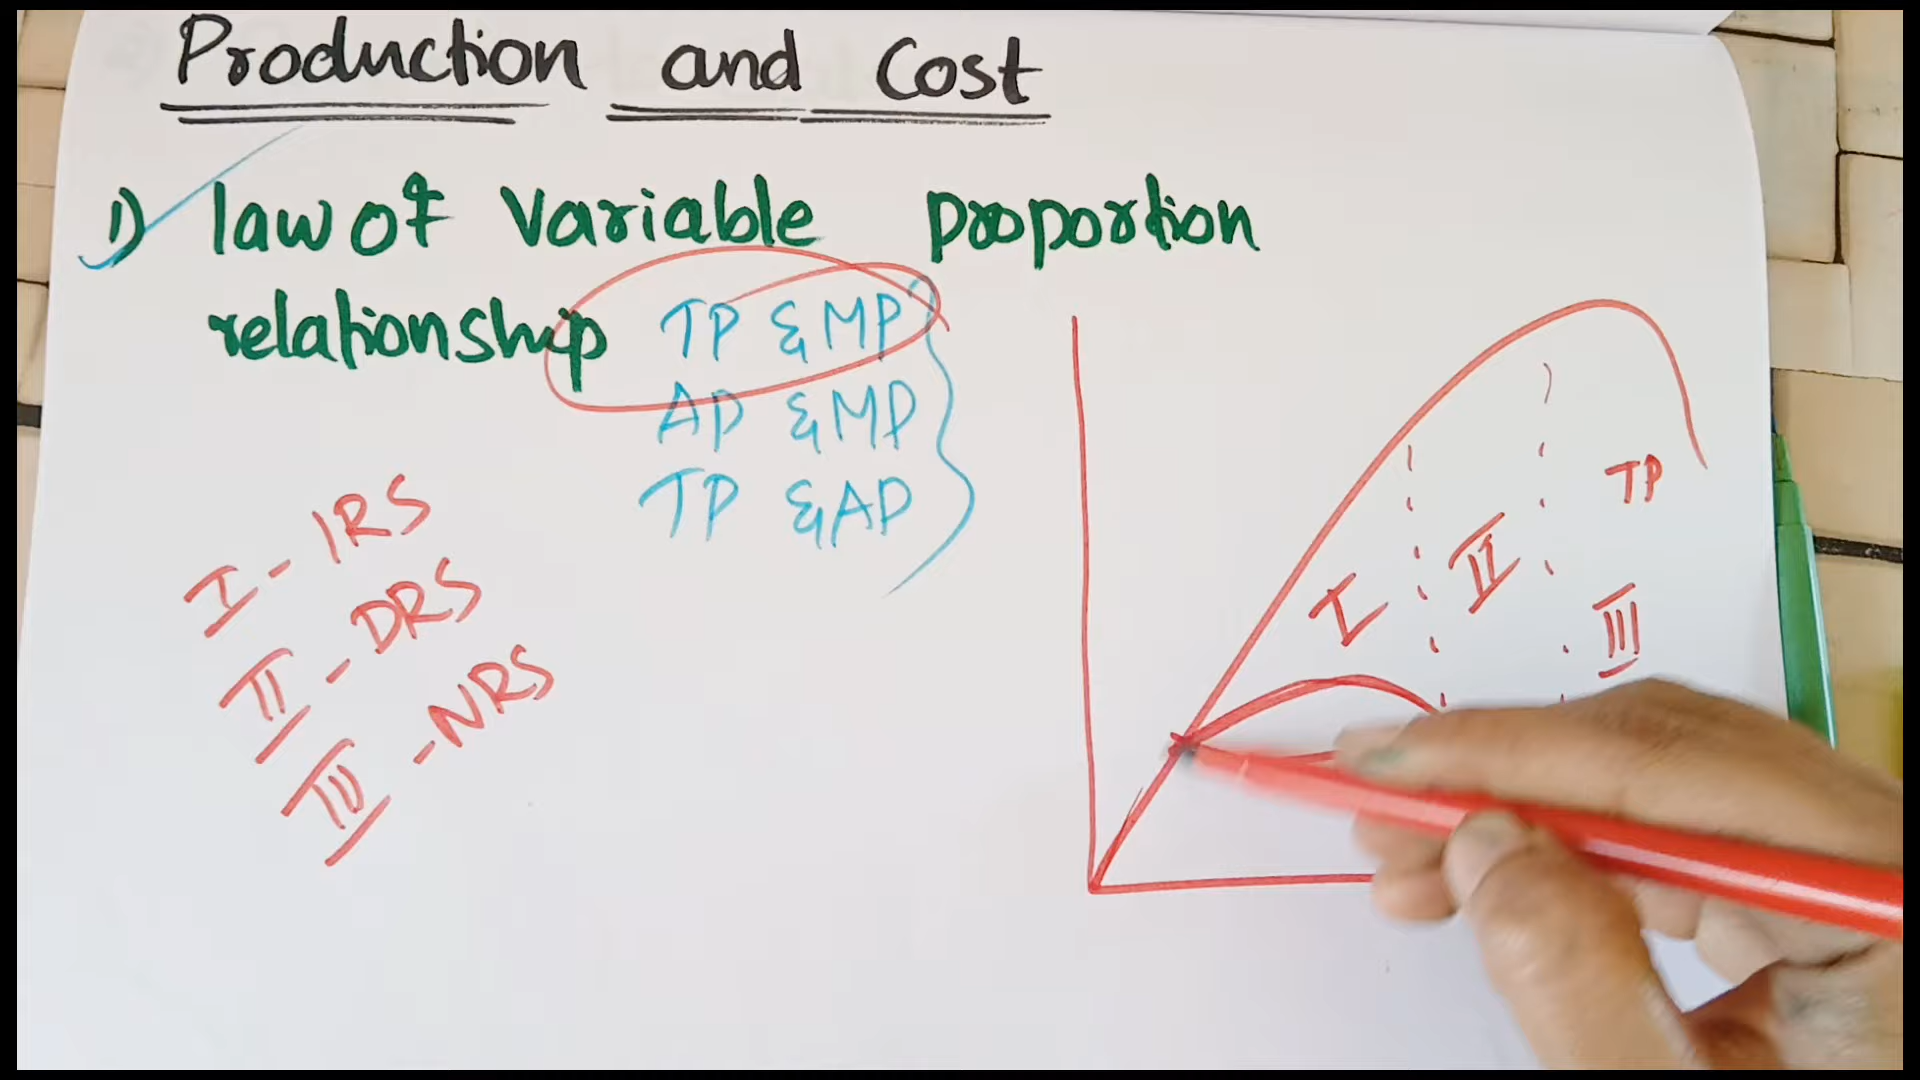 Production and Cost
1) law of Variable proportion
relationship TP & MP
AP & MP
TP & AP
I - IRS
II - DRS
III - NRS
TP
I
II
III